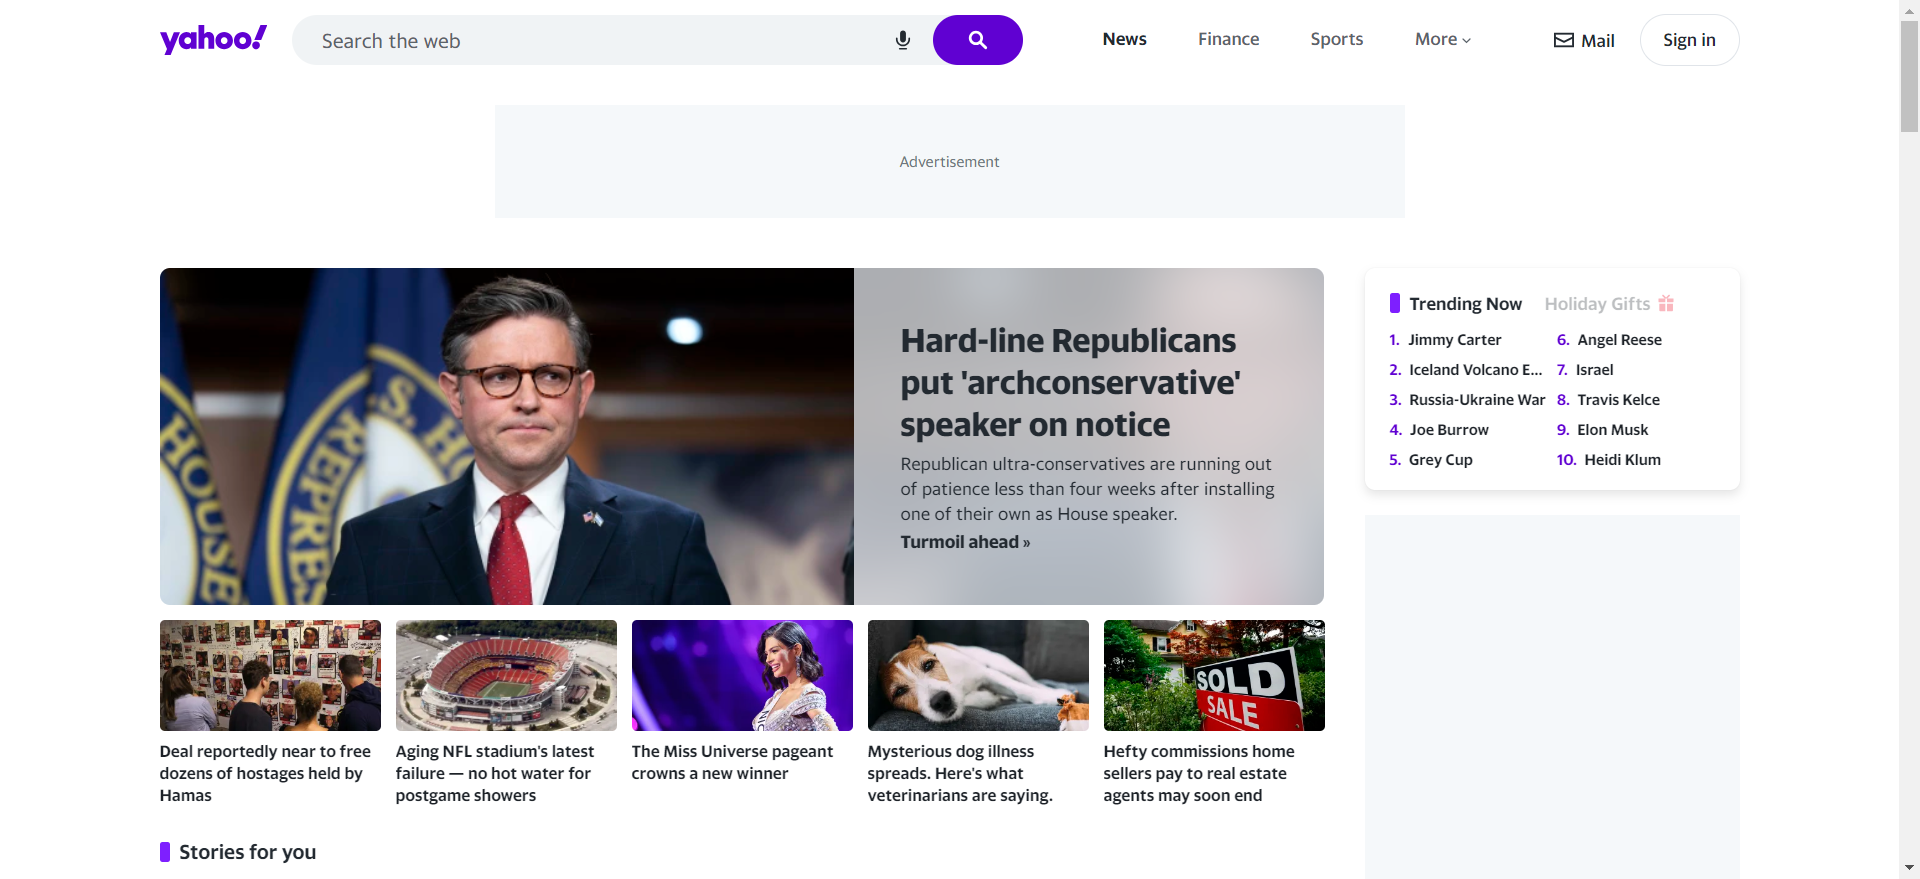 yahoo!
Search the web
News
Finance
Sports
More
Mail
Sign in
Advertisement
HOUSE
S. HO
REPRES
Hard-line Republicans
put 'archconservative'
speaker on notice
Republican ultra-conservatives are running out
of patience less than four weeks after installing
one of their own as House speaker.
Turmoil ahead »
Trending Now
Holiday Gifts
1. Jimmy Carter
2. Iceland Volcano E...
3. Russia-Ukraine War
4. Joe Burrow
5. Grey Cup
6. Angel Reese
7. Israel
8. Travis Kelce
9. Elon Musk
10. Heidi Klum
Deal reportedly near to free
dozens of hostages held by
Hamas
Aging NFL stadium's latest
failure — no hot water for
postgame showers
NIC
The Miss Universe pageant
crowns a new winner
Mysterious dog illness
spreads. Here's what
veterinarians are saying.
SOLD
SALE
Hefty commissions home
sellers pay to real estate
agents may soon end
Stories for you